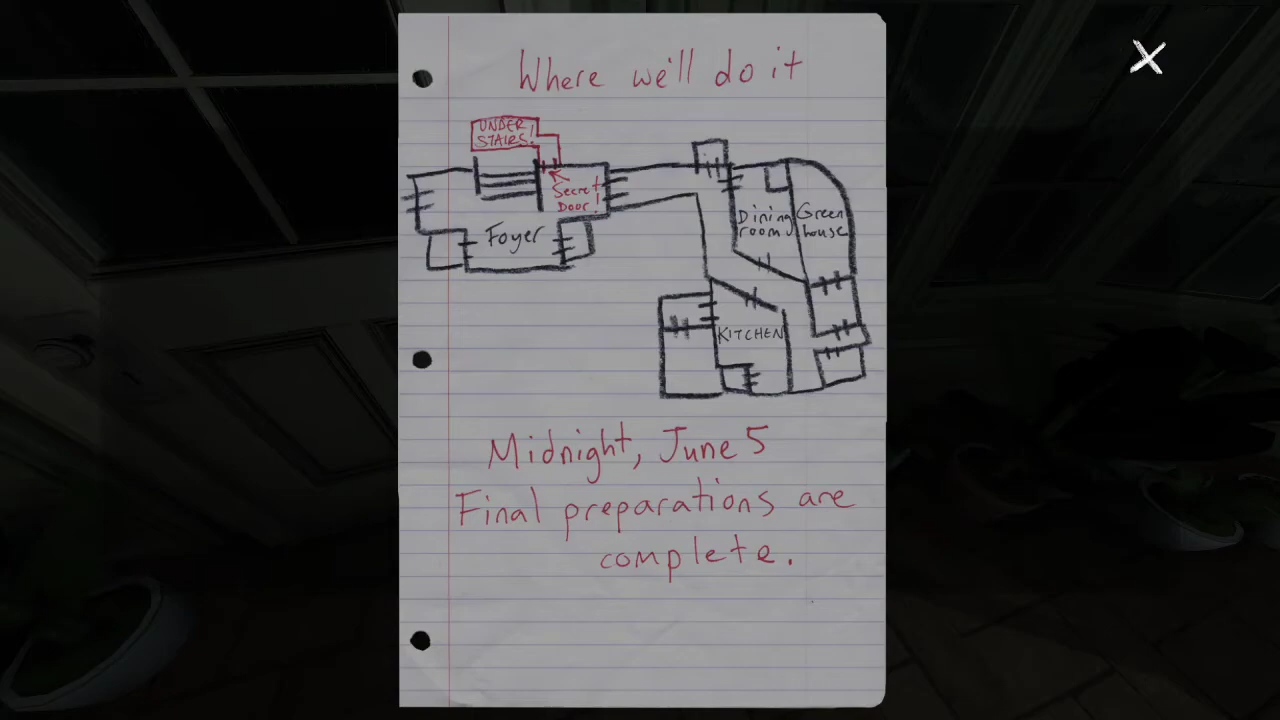 Where we'll do it
UNDER
STAIRS!
Secret
DOOR!
Foyer
Dining
room
Green
house
KITCHEN
Midnight, June 5
Final preparations are
complete.